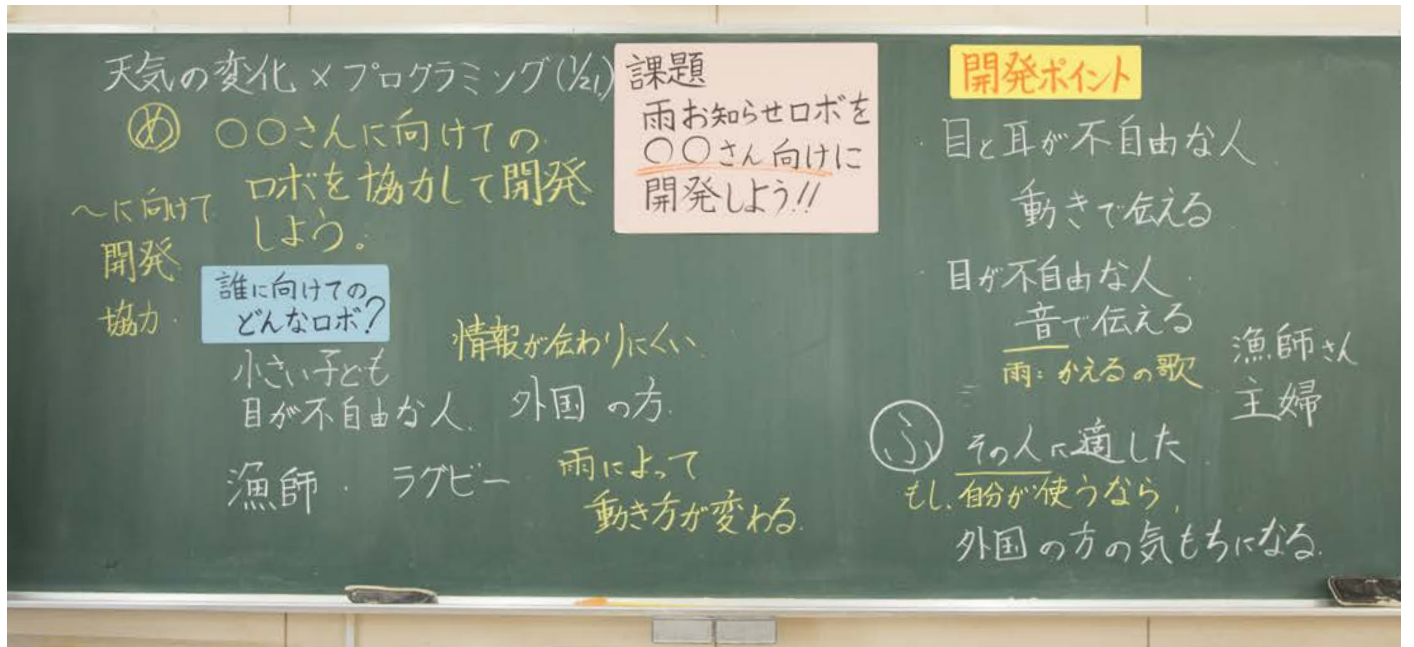 天気の変化×プログラミング(1/21)
め ○○さんに向けての
ロボを協力して開発
しよう。
〜に向けて
開発
協力
誰に向けての
どんなロボ?
小さい子ども
目が不自由な人
情報が伝わりにくい
外国の方
漁師・ラグビー
雨によって
動き方が変わる
課題
雨お知らせロボを
○○さん向けに
開発しよう!!
開発ポイント
・目と耳が不自由な人
動きで伝える
・目が不自由な人
音で伝える
雨:かえるの歌
漁師さん
主婦
ふ その人に適した
もし、自分が使うなら、
外国の方の気もちになる